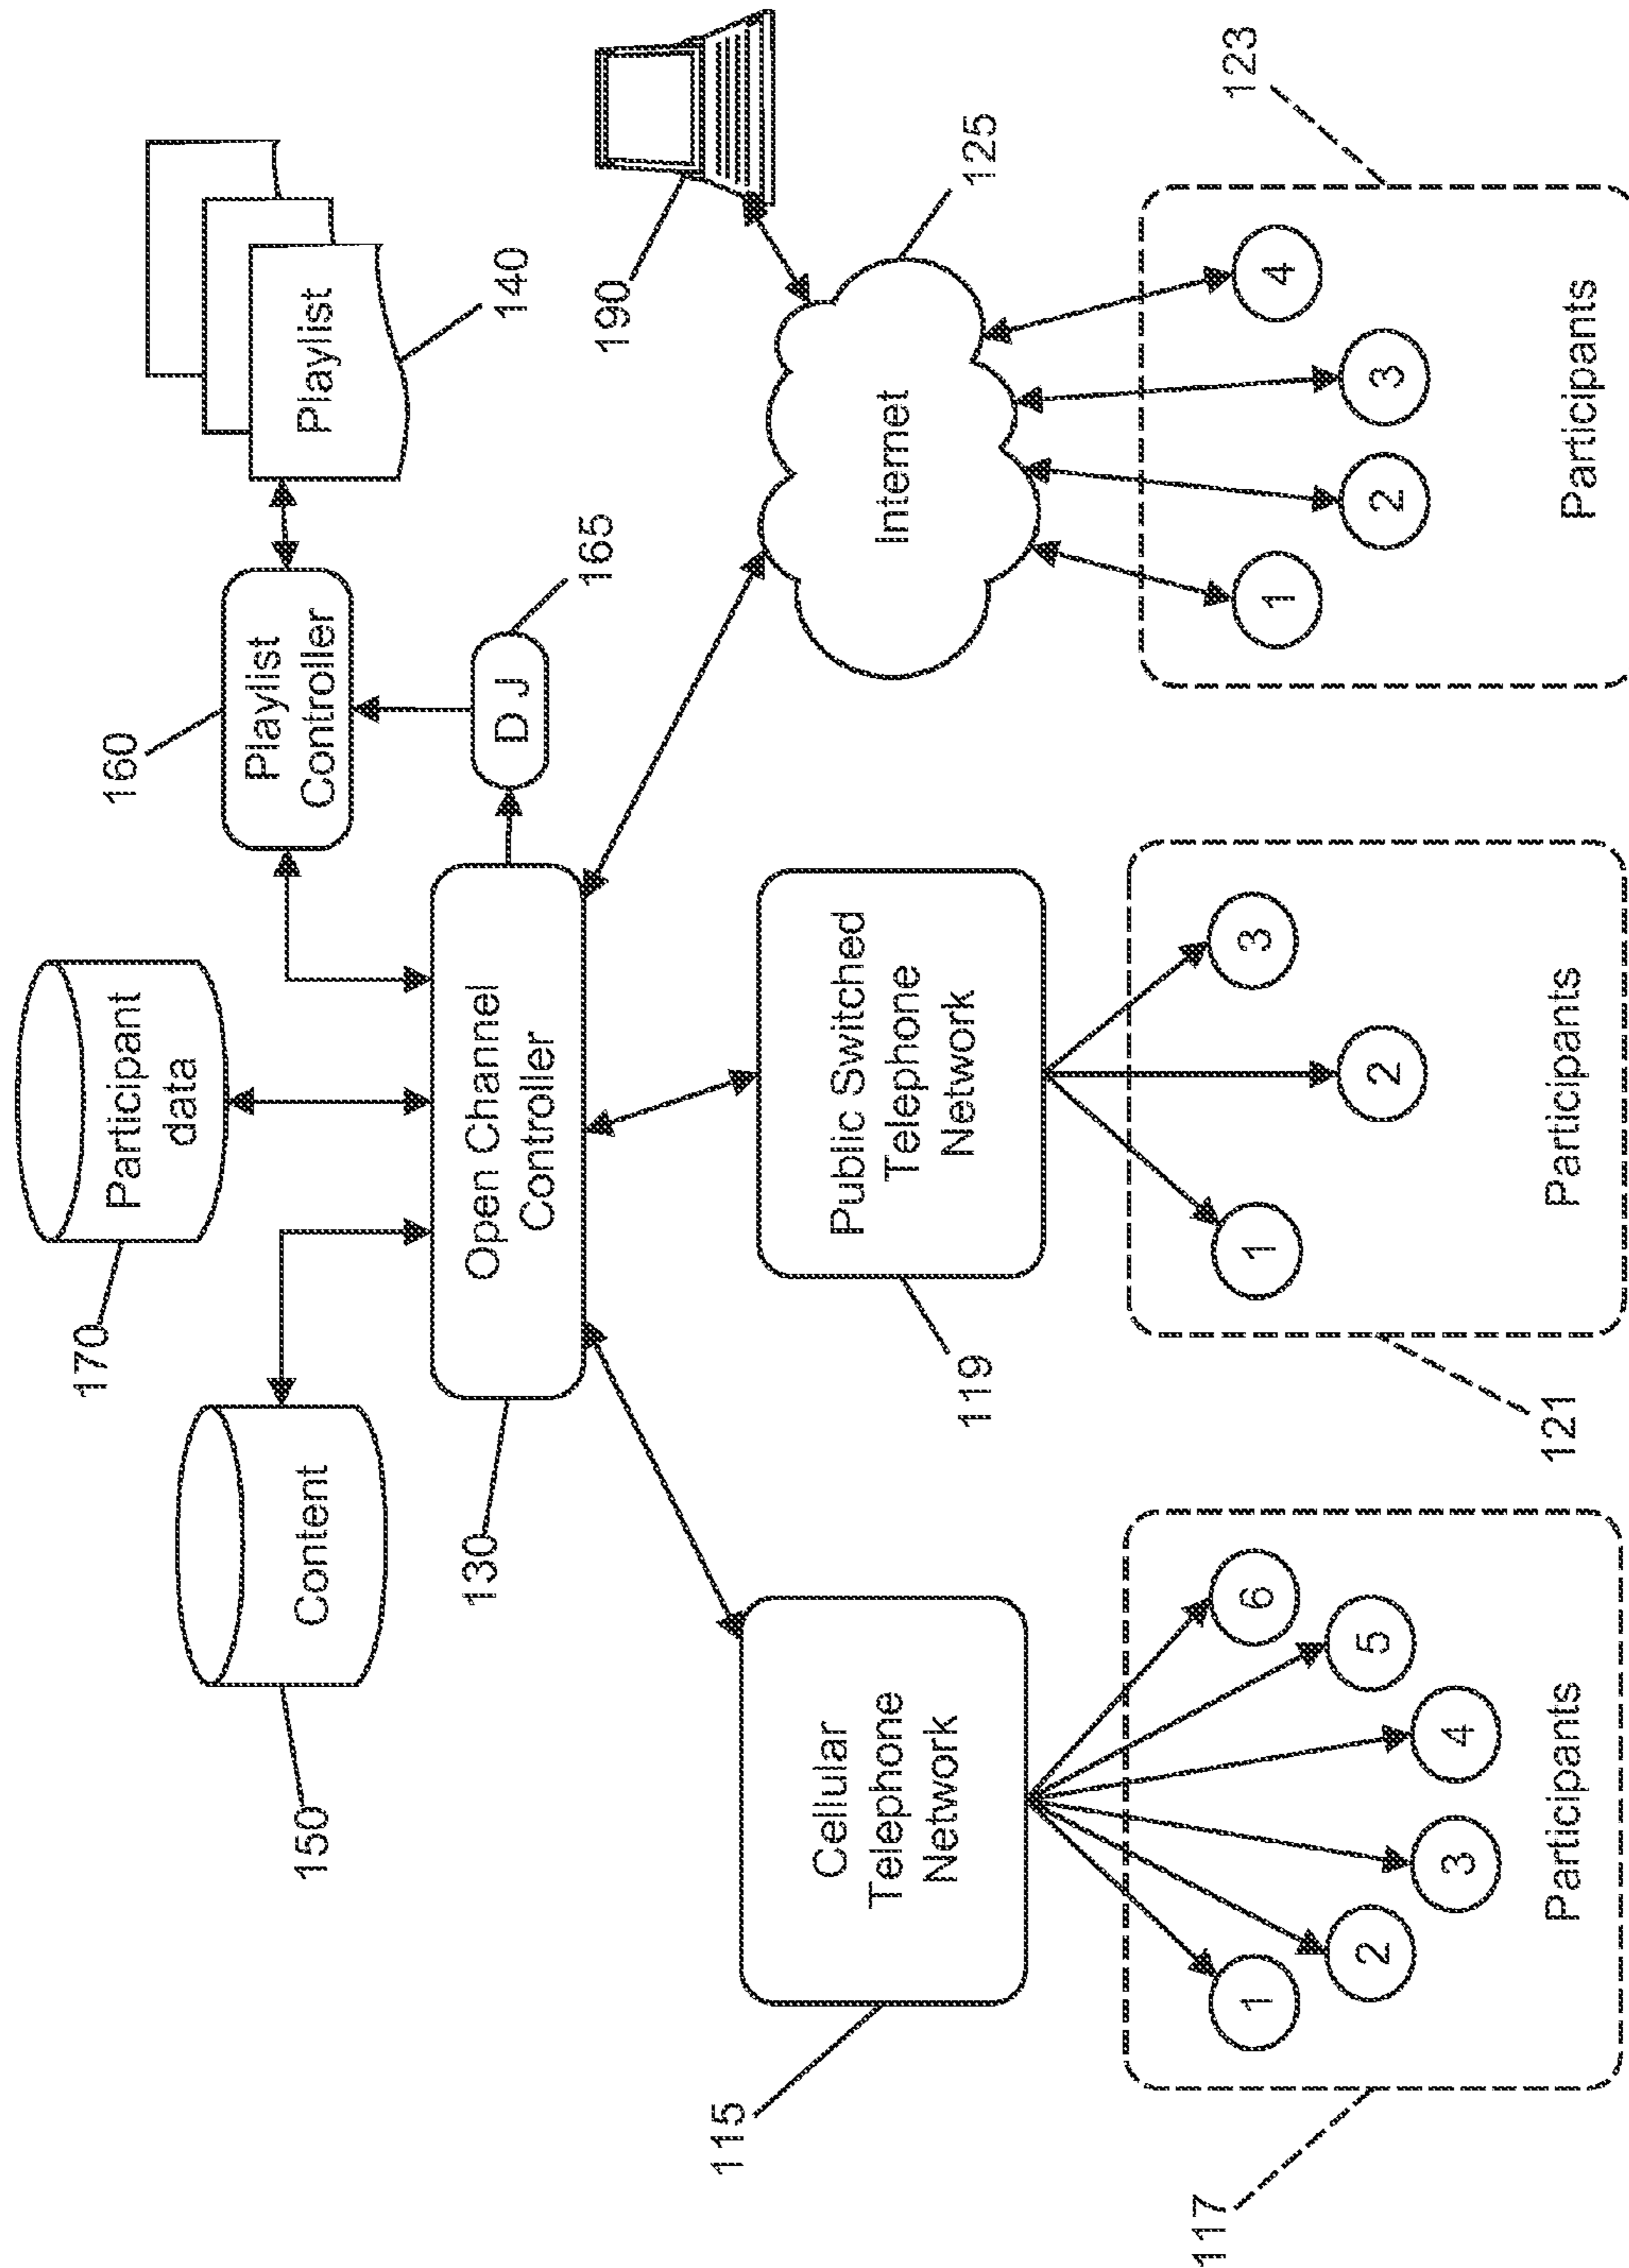 170
Participant
data
150
Content
160
Playlist
Controller
Playlist
140
130
Open Channel
Controller
D J
165
190
115
Cellular
Telephone
Network
119
Public Switched
Telephone
Network
Internet
125
117
1
2
3
4
5
6
Participants
121
1
2
3
Participants
123
1
2
3
4
Participants